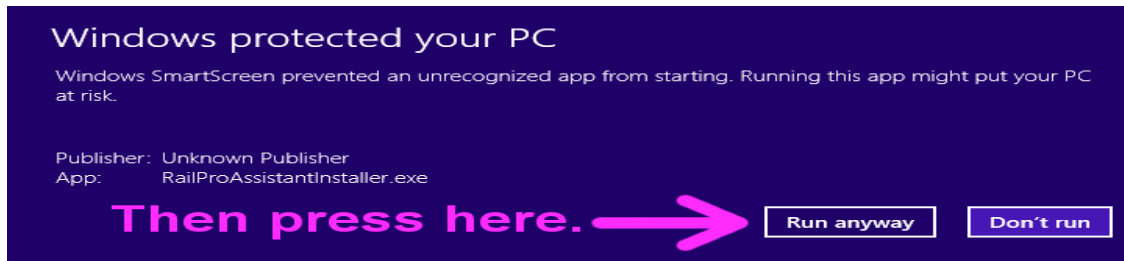 Windows protected your PC
Windows SmartScreen prevented an unrecognized app from starting. Running this app might put your PC
at risk.
Publisher: Unknown Publisher
App: RailProAssistantInstaller.exe
Then press here.
Run anyway
Don't run